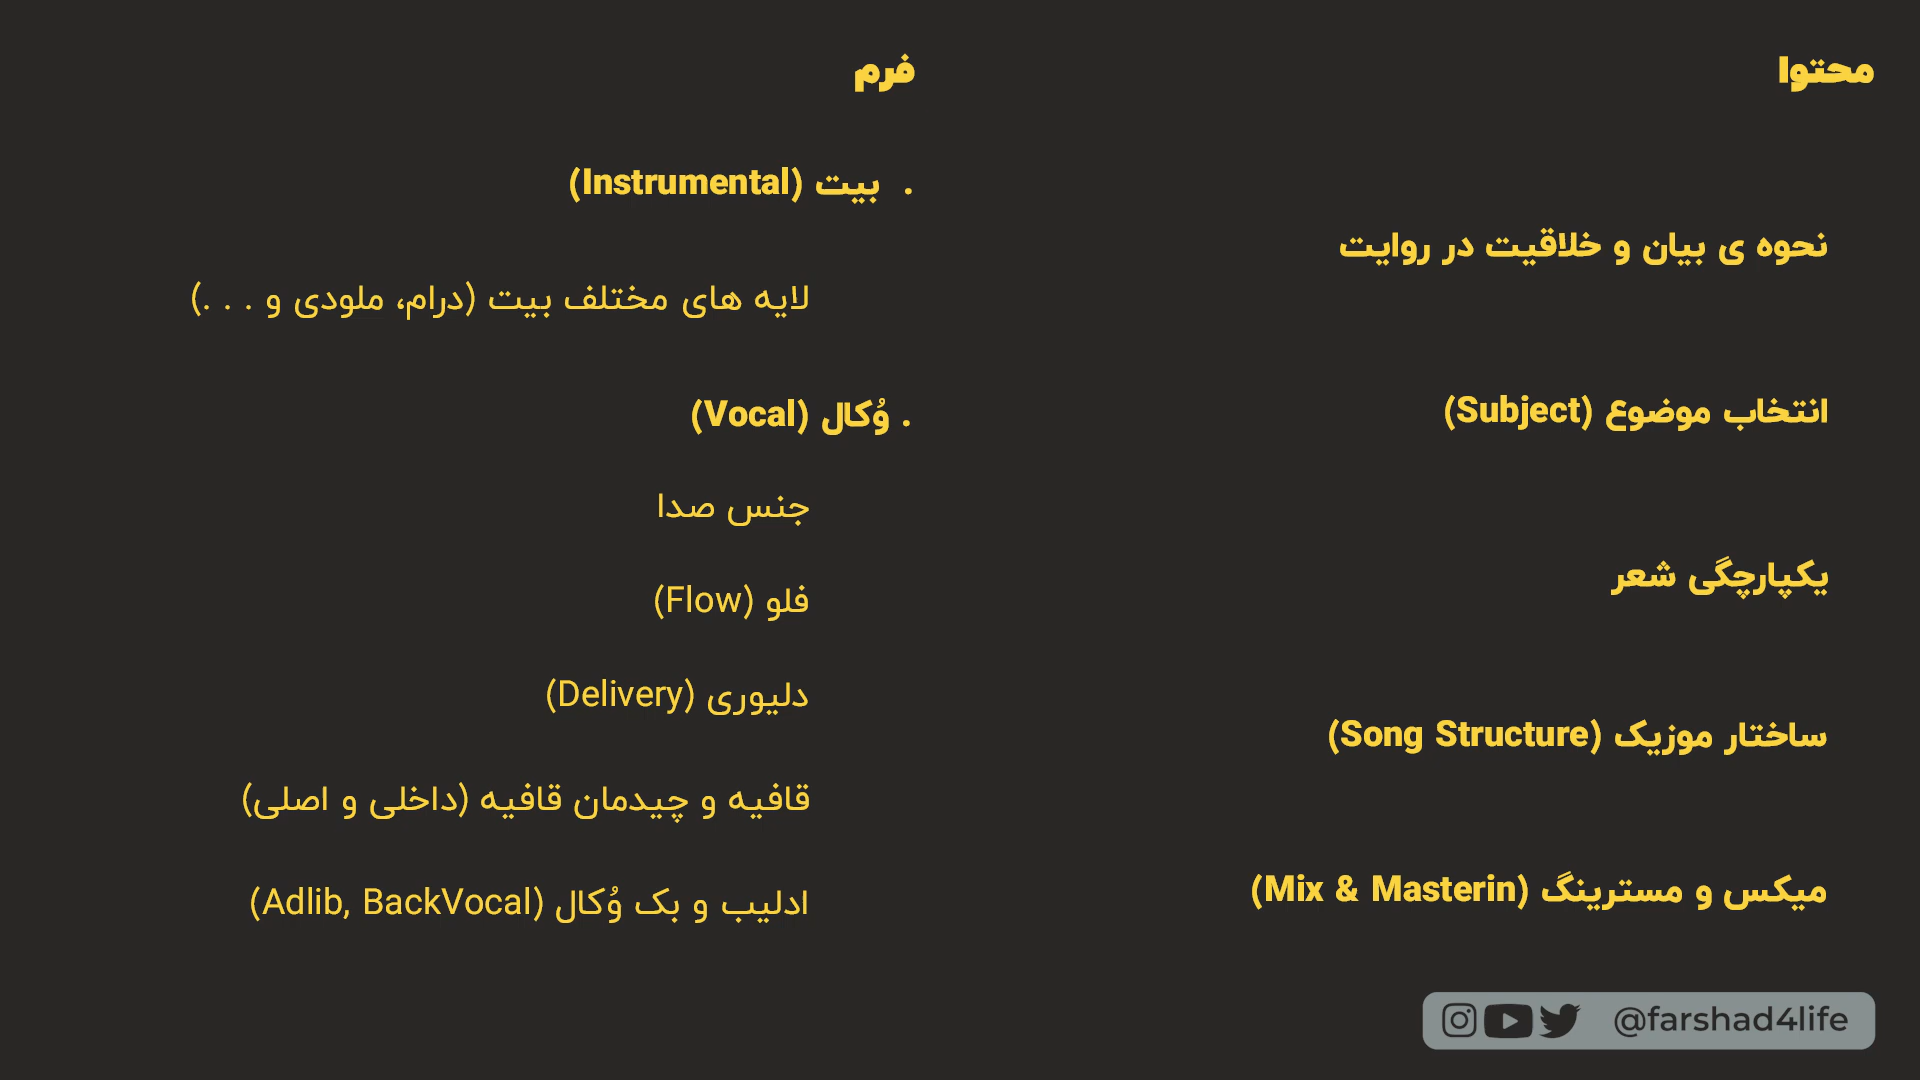 محتوا
نحوه ی بیان و خلاقیت در روایت
انتخاب موضوع (Subject)
یکپارچگی شعر
ساختار موزیک (Song Structure)
میکس و مسترینگ (Mix & Masterin)
فرم
. بیت (Instrumental)
لایه های مختلف بیت (درام، ملودی و . . .)
. وُکال (Vocal)
جنس صدا
فلو (Flow)
دلیوری (Delivery)
قافیه و چیدمان قافیه (داخلی و اصلی)
ادلیب و بک وُکال (Adlib, BackVocal)
@farshad4life